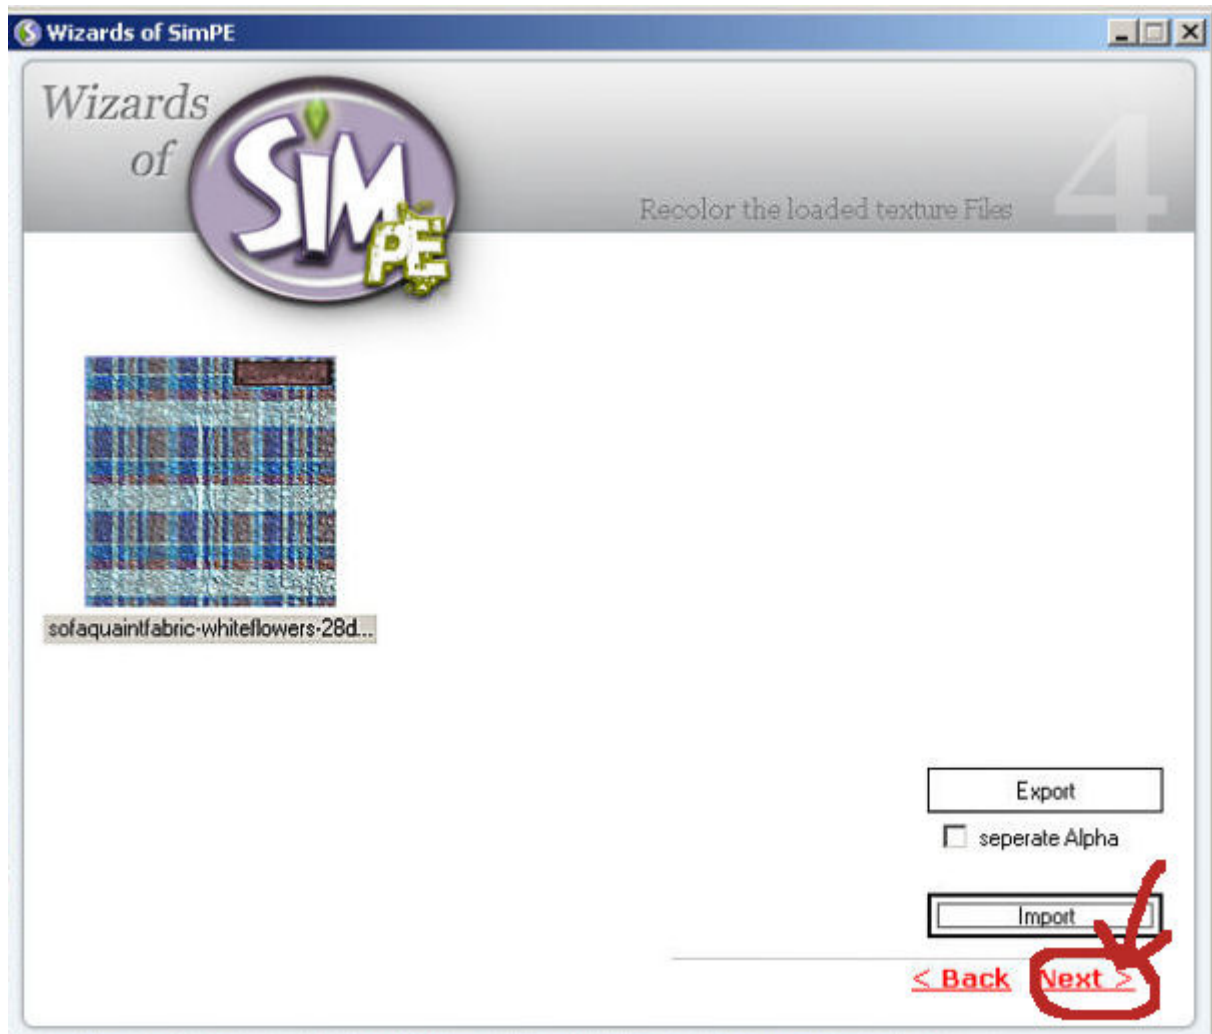 Wizards of SimPE
Wizards
of
SIM
PE
4
Recolor the loaded texture Files
sofaquaintfabric-whiteflowers-28d...
Export
seperate Alpha
Import
< Back Next >